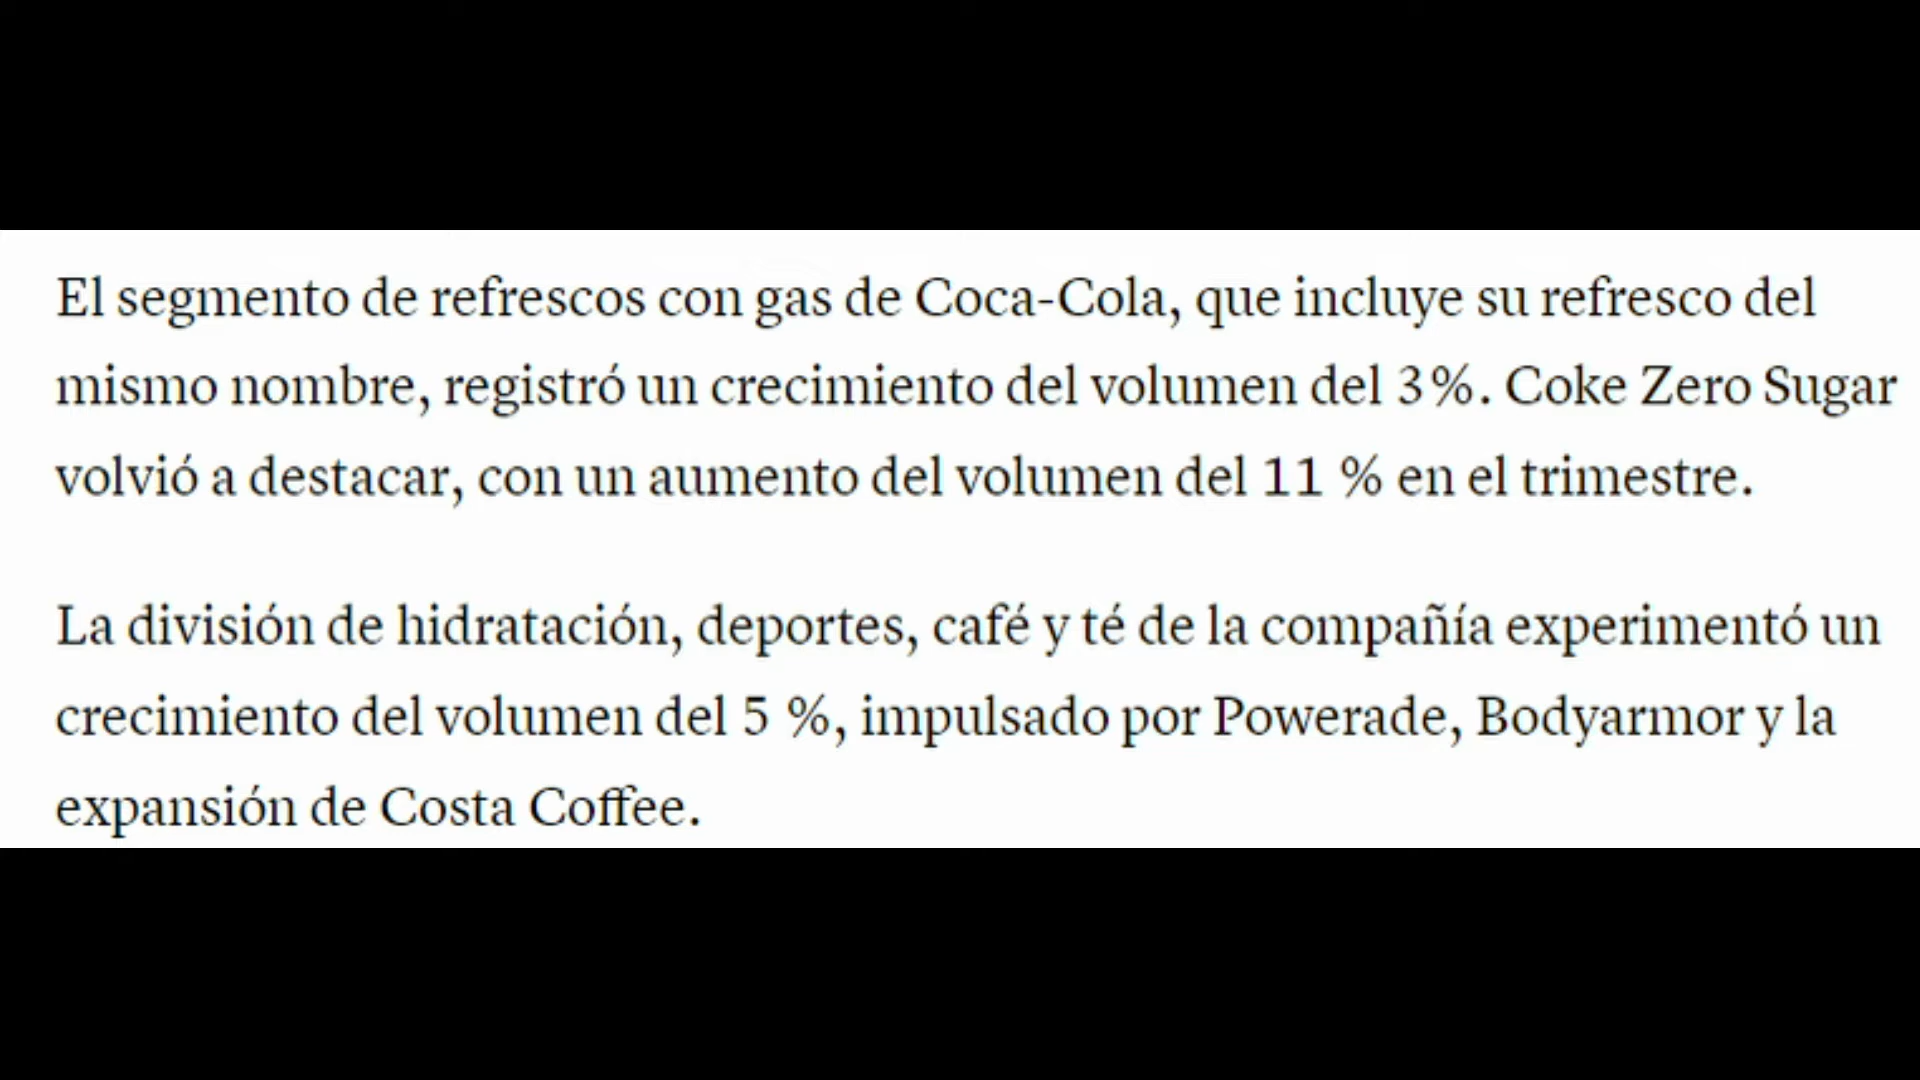 El segmento de refrescos con gas de Coca-Cola, que incluye su refresco del
mismo nombre, registró un crecimiento del volumen del 3%. Coke Zero Sugar
volvió a destacar, con un aumento del volumen del 11 % en el trimestre.
La división de hidratación, deportes, café y té de la compañía experimentó un
crecimiento del volumen del 5 %, impulsado por Powerade, Bodyarmor y la
expansión de Costa Coffee.